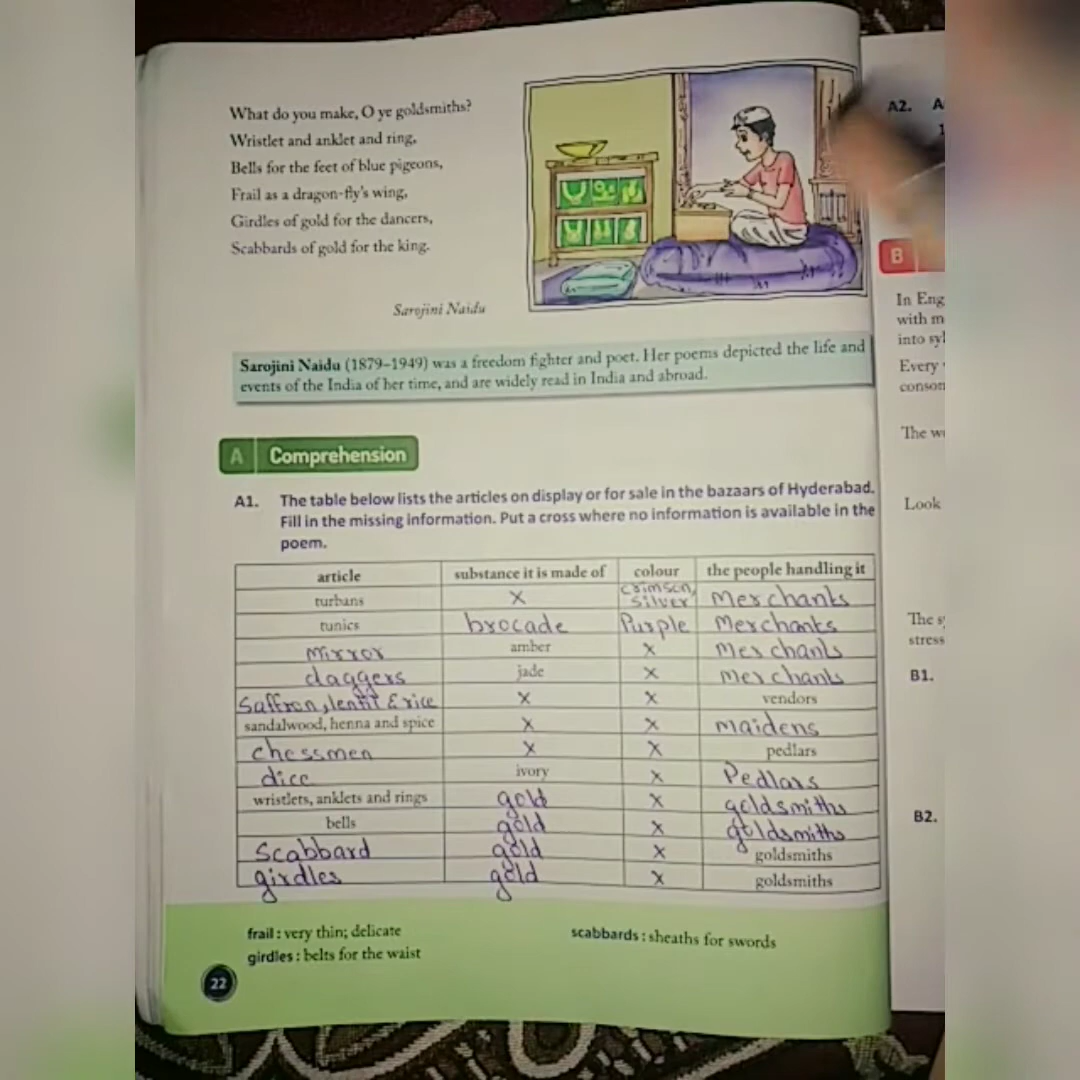 What do you make, O ye goldsmiths?
Wristlet and anklet and ring,
Bells for the feet of blue pigeons,
Frail as a dragon-fly's wing,
Girdles of gold for the dancers,
Scabbards of gold for the king.
Sarojini Naidu
Sarojini Naidu (1879–1949) was a freedom fighter and poet. Her poems depicted the life and
events of the India of her time, and are widely read in India and abroad.
A Comprehension
A1. The table below lists the articles on display or for sale in the bazaars of Hyderabad.
Fill in the missing information. Put a cross where no information is available in the
poem.
article substance it is made of colour the people handling it
turbans X crimson, silver Merchants
tunics brocade Purple Merchants
Mirror amber X Merchants
daggers jade X merchants
Saffron, lentil & rice X X vendors
sandalwood, henna and spice X X maidens
chessmen X X pedlars
dice ivory X Pedlars
wristlets, anklets and rings gold X goldsmiths
bells gold X goldsmiths
Scabbard gold X goldsmiths
girdles gold X goldsmiths
frail : very thin; delicate
girdles : belts for the waist
scabbards : sheaths for swords
22
A2. A
1
B
In Eng
with m
into syl
Every
conson
The w
Look
The s
stress
B1.
B2.